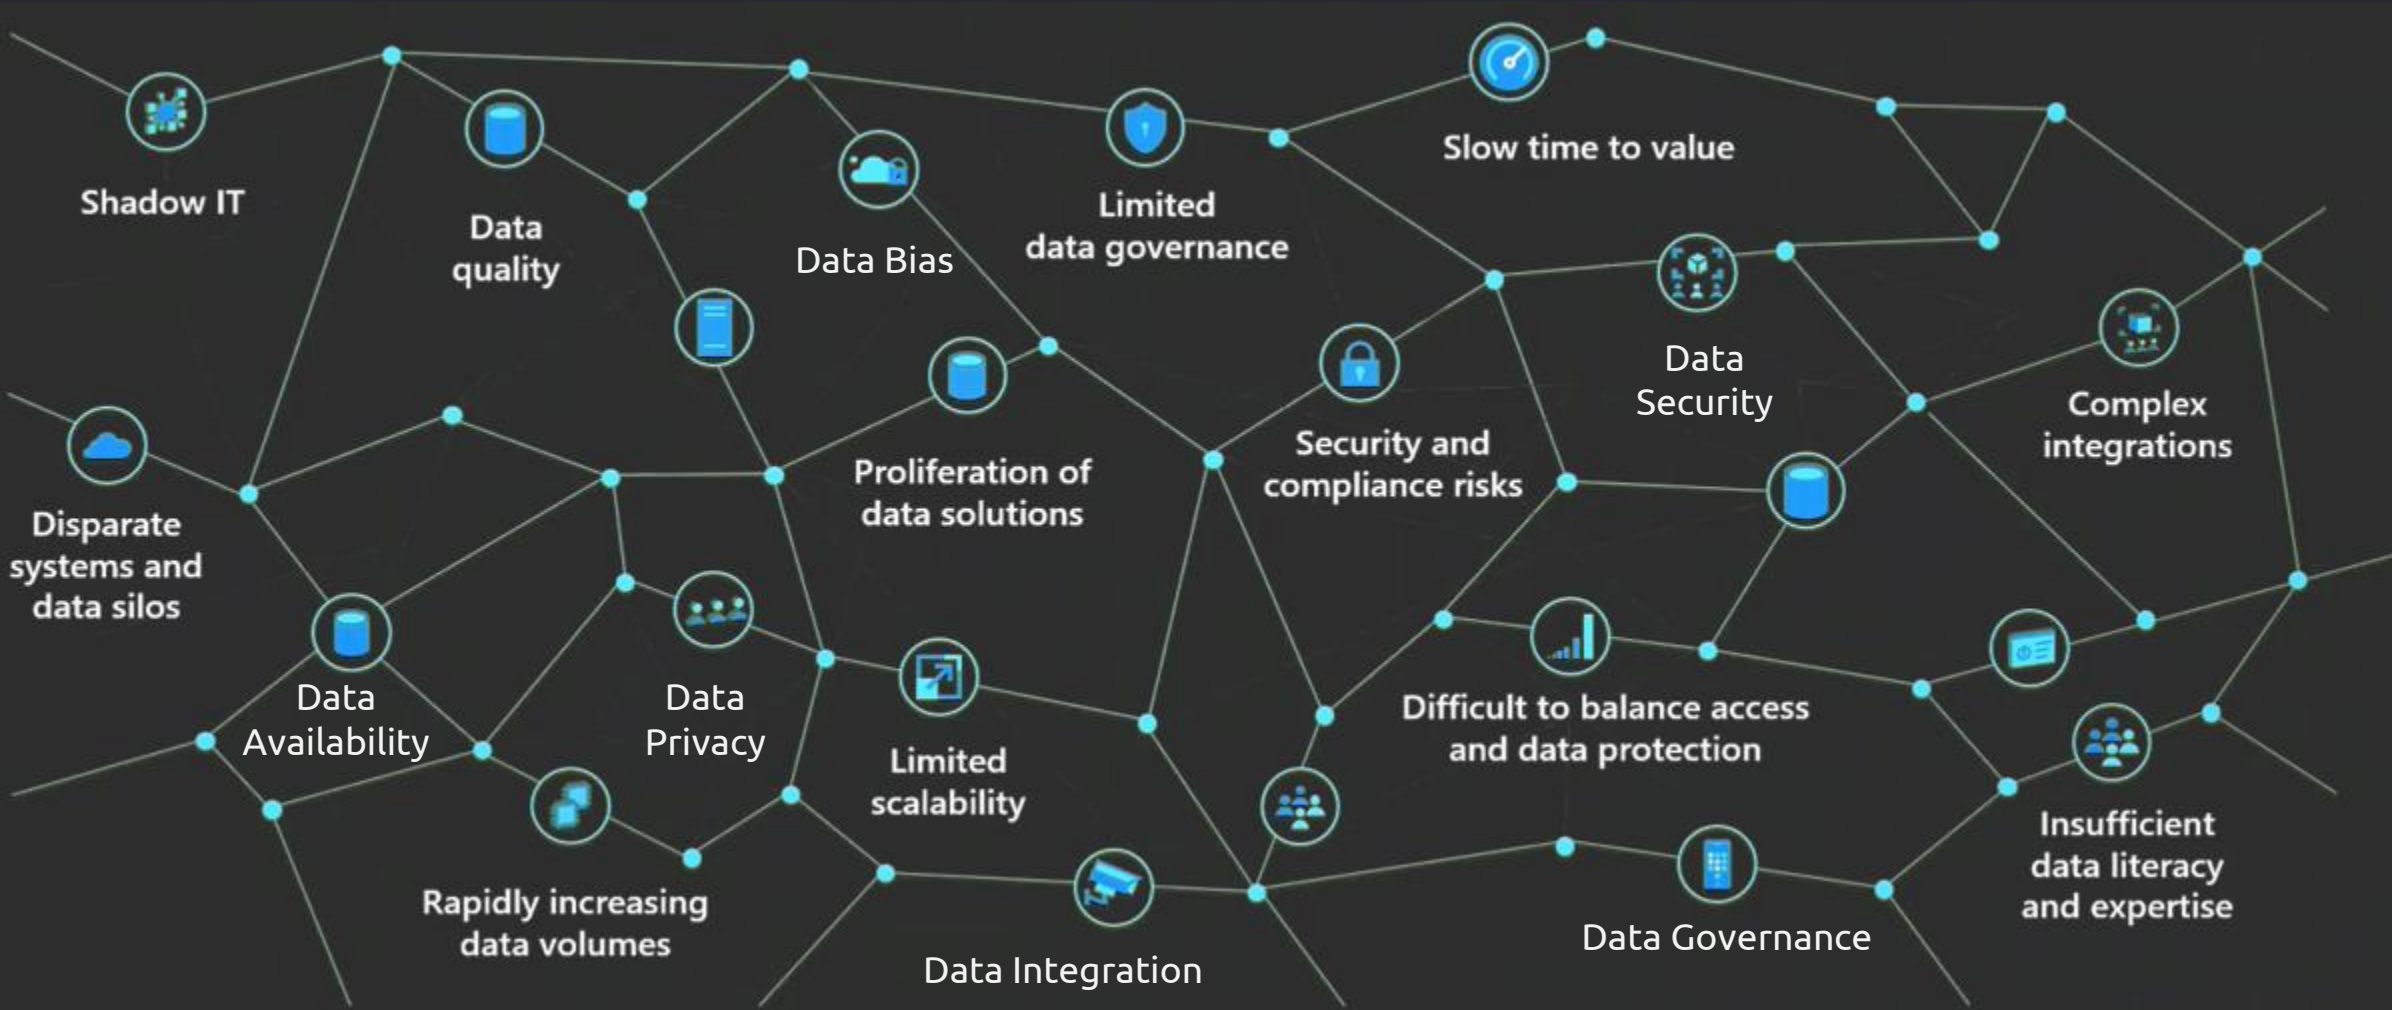 Shadow IT
Data
quality
Data Bias
Limited
data governance
Slow time to value
Disparate
systems and
data silos
Proliferation of
data solutions
Security and
compliance risks
Data
Security
Complex
integrations
Data
Availability
Data
Privacy
Limited
scalability
Difficult to balance access
and data protection
Rapidly increasing
data volumes
Data Integration
Data Governance
Insufficient
data literacy
and expertise